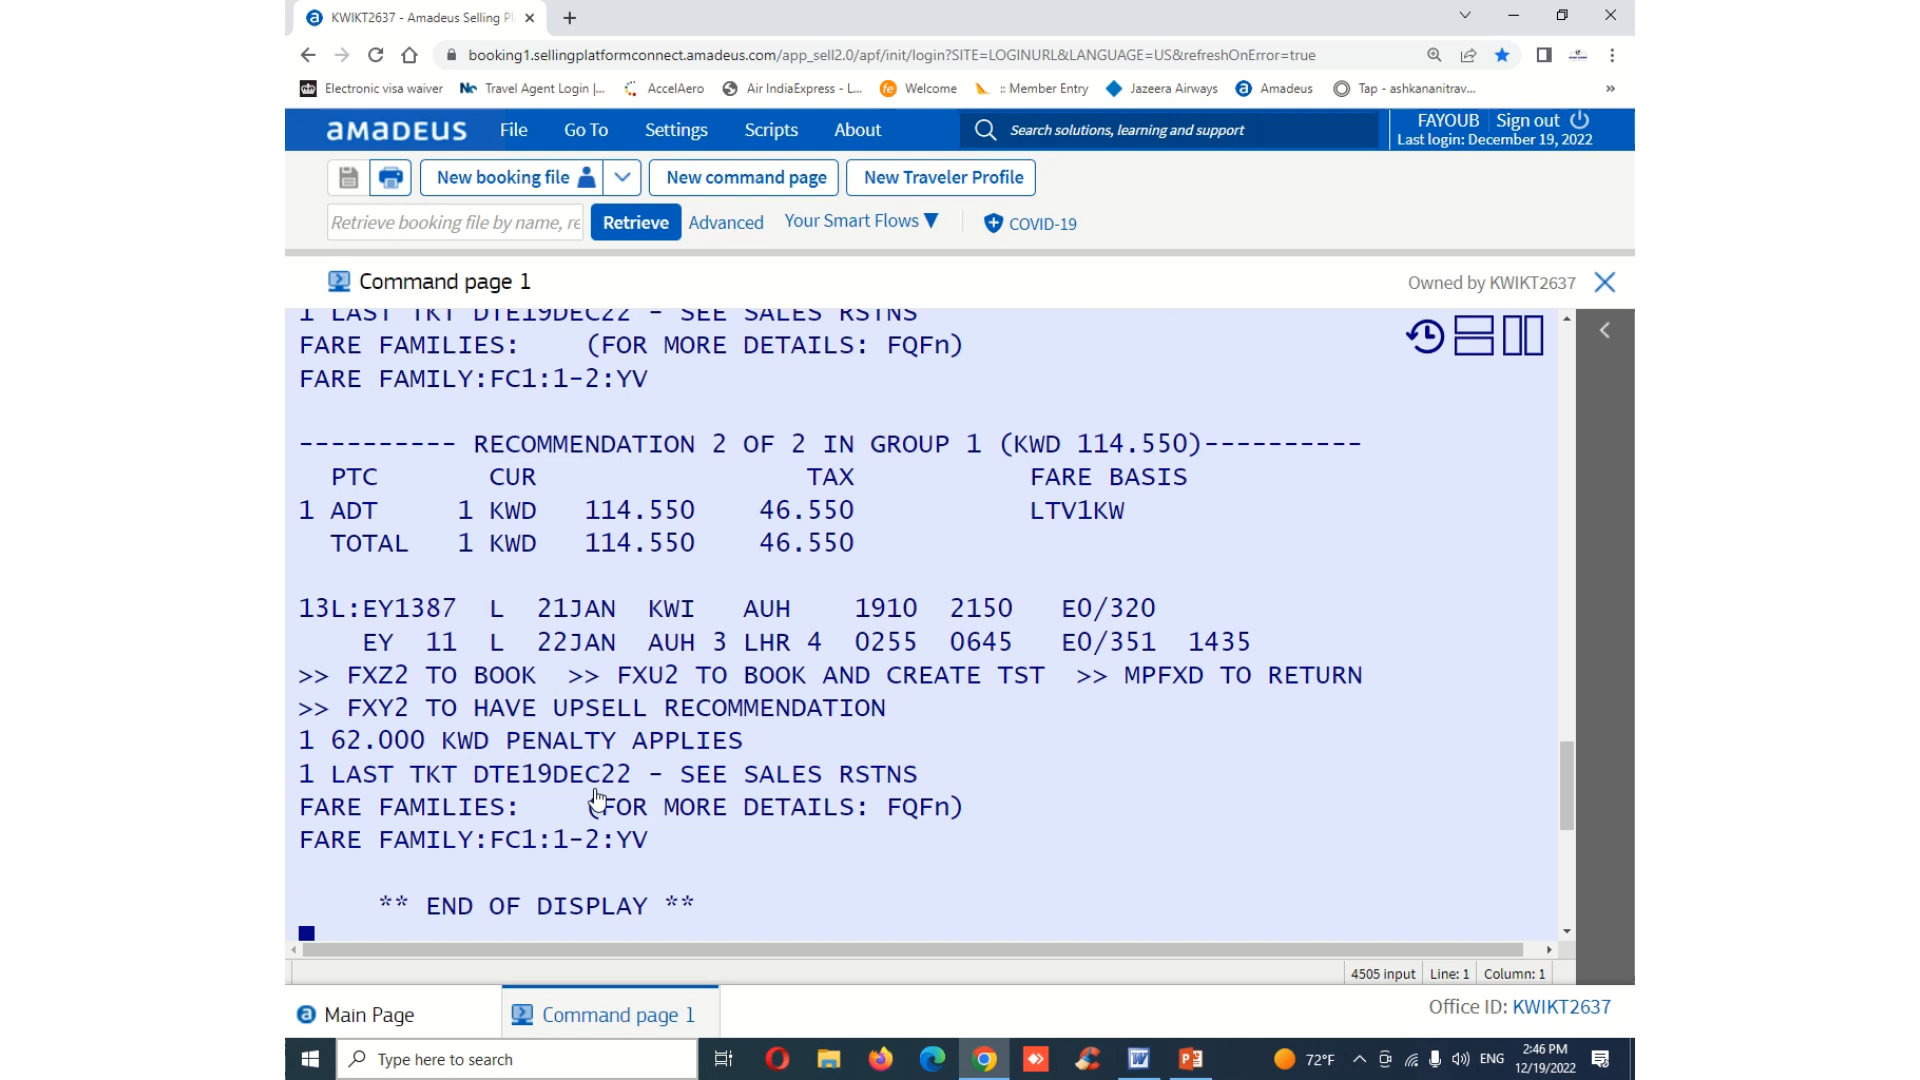 KWIKT2637 - Amadeus Selling Pl
booking1.sellingplatformconnect.amadeus.com/app_sell2.0/apf/init/login?SITE=LOGINURL&LANGUAGE=US&refreshOnError=true
Electronic visa waiver Travel Agent Login |... AccelAero Air IndiaExpress - L... Welcome :: Member Entry Jazeera Airways Amadeus Tap - ashkananitrav... »
amadeus File Go To Settings Scripts About Search solutions, learning and support FAYOUB Sign out
Last login: December 19, 2022
New booking file New command page New Traveler Profile
Retrieve booking file by name, re Retrieve Advanced Your Smart Flows COVID-19
Command page 1 Owned by KWIKT2637
1 LAST TKT DTE19DEC22 - SEE SALES RSTNS
FARE FAMILIES: (FOR MORE DETAILS: FQFn)
FARE FAMILY:FC1:1-2:YV
---------- RECOMMENDATION 2 OF 2 IN GROUP 1 (KWD 114.550)----------
PTC CUR TAX FARE BASIS
1 ADT 1 KWD 114.550 46.550 LTV1KW
TOTAL 1 KWD 114.550 46.550
13L:EY1387 L 21JAN KWI AUH 1910 2150 E0/320
EY 11 L 22JAN AUH 3 LHR 4 0255 0645 E0/351 1435
>> FXZ2 TO BOOK >> FXU2 TO BOOK AND CREATE TST >> MPFXD TO RETURN
>> FXY2 TO HAVE UPSELL RECOMMENDATION
1 62.000 KWD PENALTY APPLIES
1 LAST TKT DTE19DEC22 - SEE SALES RSTNS
FARE FAMILIES: (FOR MORE DETAILS: FQFn)
FARE FAMILY:FC1:1-2:YV
** END OF DISPLAY **
4505 input Line: 1 Column: 1
Main Page Command page 1 Office ID: KWIKT2637
Type here to search 72°F ENG 2:46 PM
12/19/2022